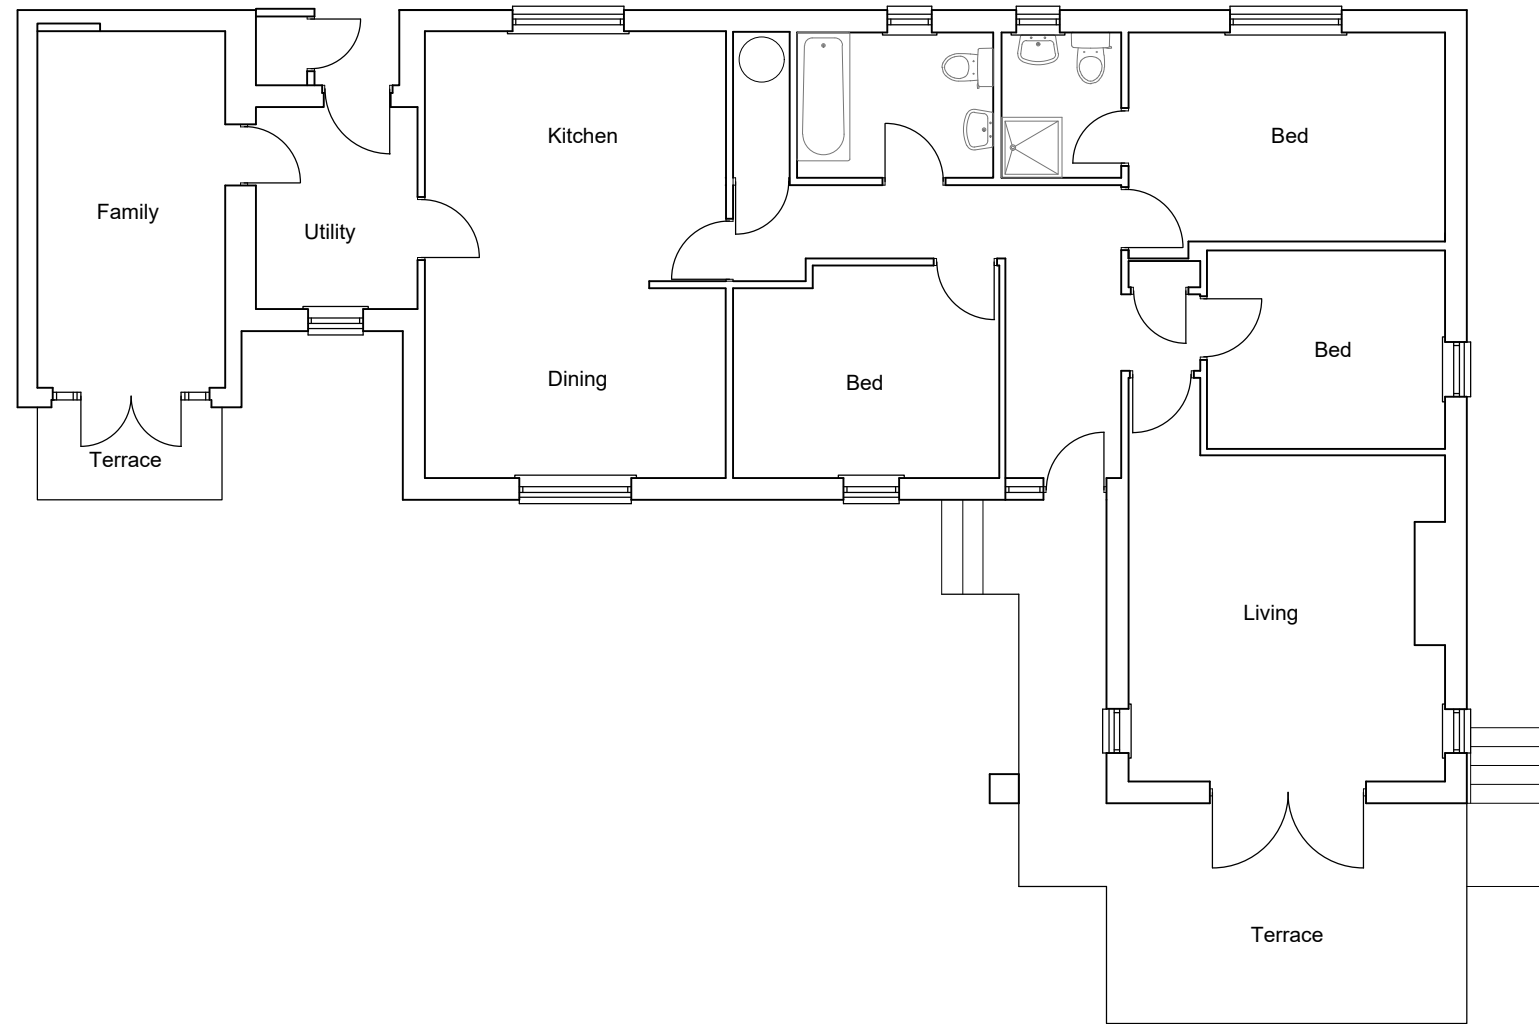 Kitchen
Bed
Family
Utility
Bed
Dining
Bed
Terrace
Living
Terrace